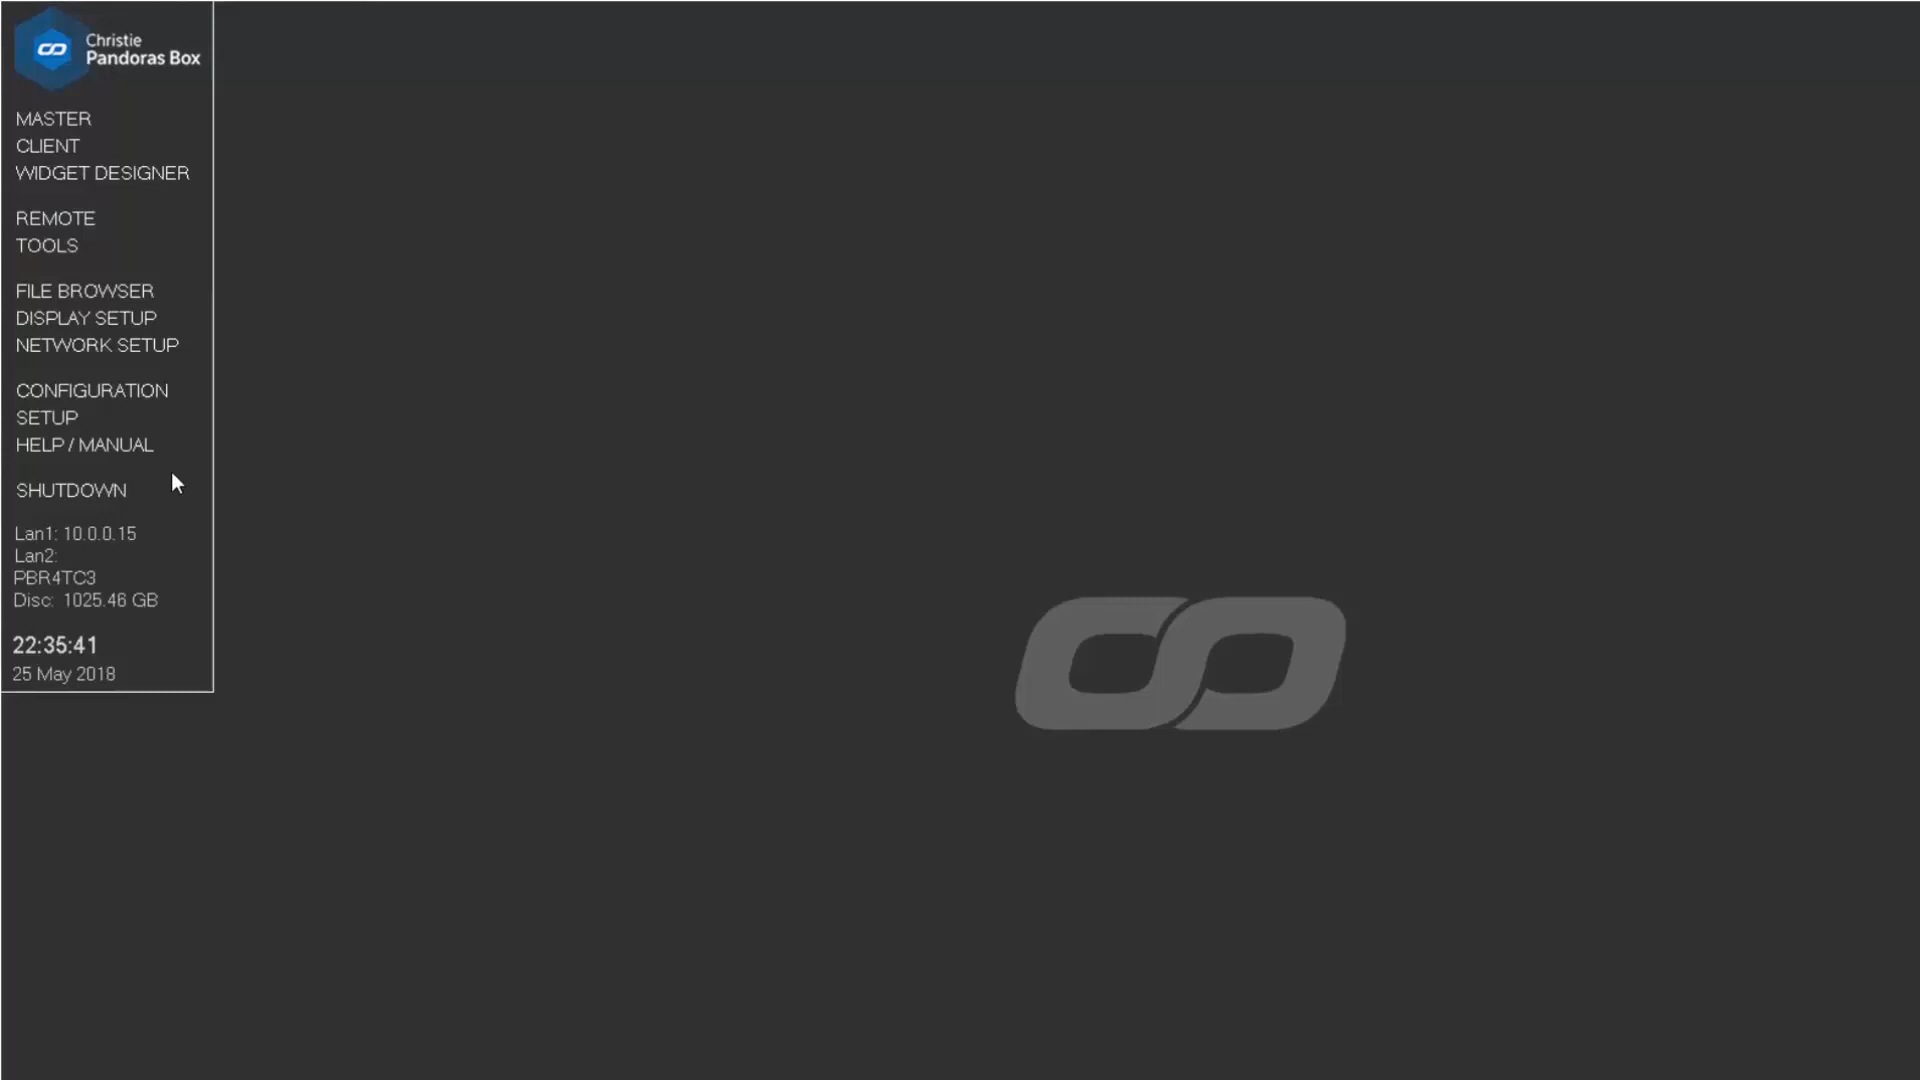 Christie
Pandoras Box
MASTER
CLIENT
WIDGET DESIGNER
REMOTE
TOOLS
FILE BROWSER
DISPLAY SETUP
NETWORK SETUP
CONFIGURATION
SETUP
HELP / MANUAL
SHUTDOWN
Lan1: 10.0.0.15
Lan2:
PBR4TC3
Disc: 1025.46 GB
22:35:41
25 May 2018